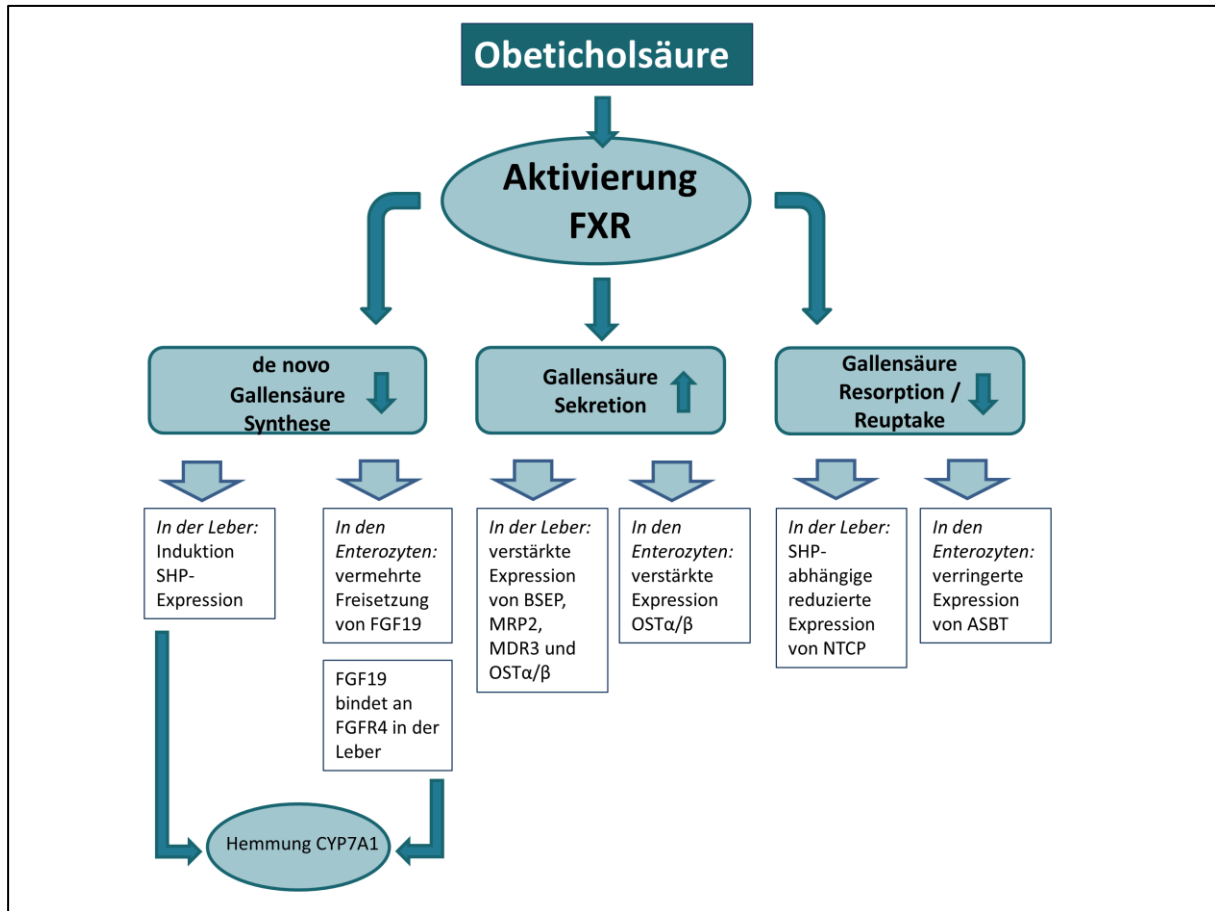 Obeticholsäure
Aktivierung
FXR
de novo
Gallensäure
Synthese
Gallensäure
Sekretion
Gallensäure
Resorption /
Reuptake
In der Leber:
Induktion
SHP-
Expression
In den
Enterozyten:
vermehrte
Freisetzung
von FGF19
In der Leber:
verstärkte
Expression
von BSEP,
MRP2,
MDR3 und
OSTα/β
In den
Enterozyten:
verstärkte
Expression
OSTα/β
In der Leber:
SHP-
abhängige
reduzierte
Expression
von NTCP
In den
Enterozyten:
verringerte
Expression
von ASBT
FGF19
bindet an
FGFR4 in der
Leber
Hemmung CYP7A1